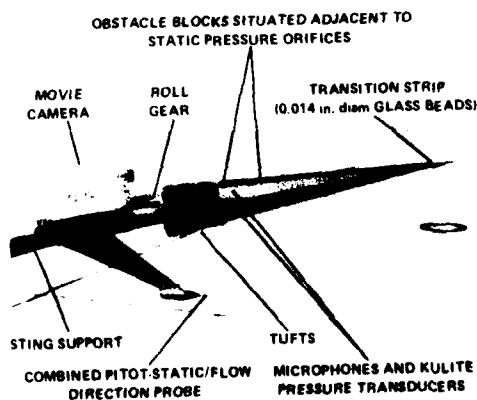 OBSTACLE BLOCKS SITUATED ADJACENT TO
STATIC PRESSURE ORIFICES
MOVIE
CAMERA
ROLL
GEAR
TRANSITION STRIP
(0.014 in. diam GLASS BEADS)
STING SUPPORT
COMBINED PITOT-STATIC/FLOW
DIRECTION PROBE
TUFTS
MICROPHONES AND KULITE
PRESSURE TRANSDUCERS